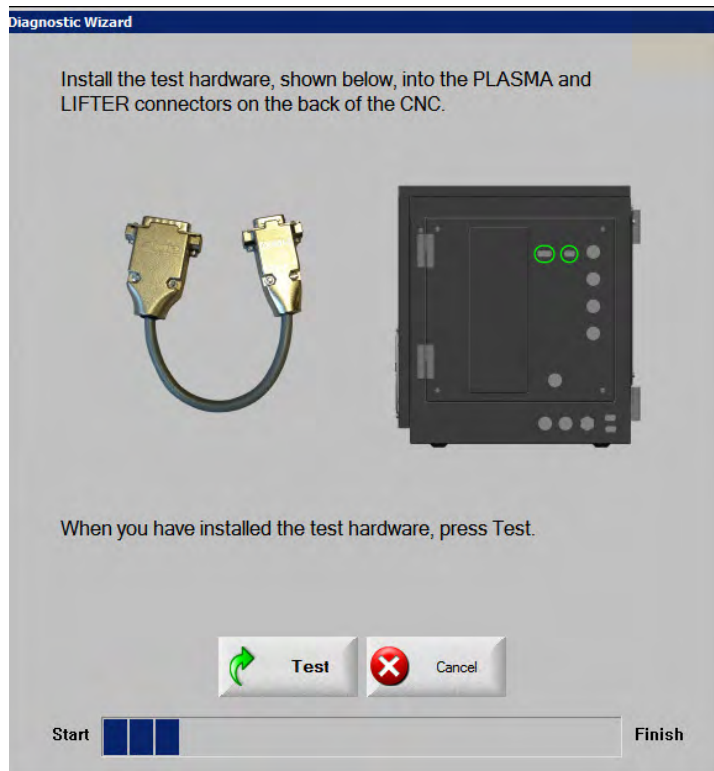 Diagnostic Wizard
Install the test hardware, shown below, into the PLASMA and
LIFTER connectors on the back of the CNC.
When you have installed the test hardware, press Test.
Test
Cancel
Start
Finish